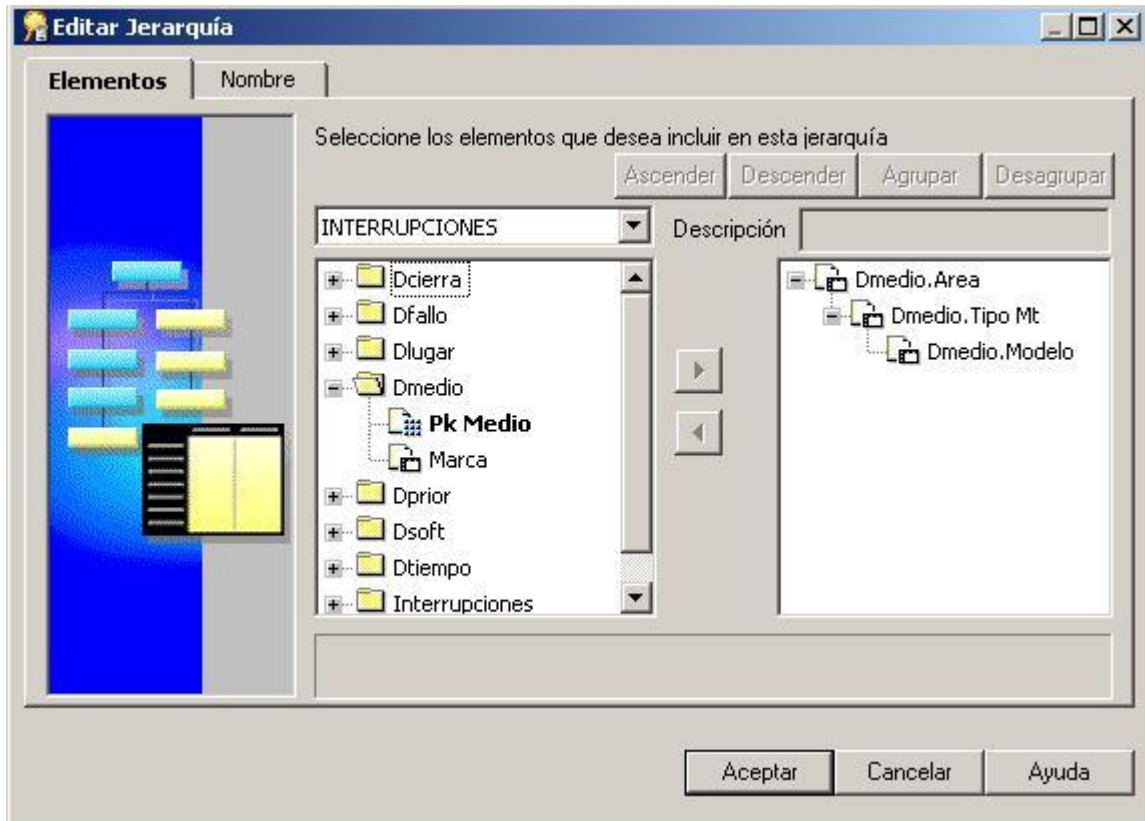 Editar Jerarquía
Elementos
Nombre
Seleccione los elementos que desea incluir en esta jerarquía
Ascender
Descender
Agrupar
Desagrupar
INTERRUPCIONES
Descripción
Dcierra
Dfallo
Dlugar
Dmedio
Pk Medio
Marca
Dprior
Dsoft
Dtiempo
Interrupciones
Dmedio.Area
Dmedio.Tipo Mt
Dmedio.Modelo
Aceptar
Cancelar
Ayuda